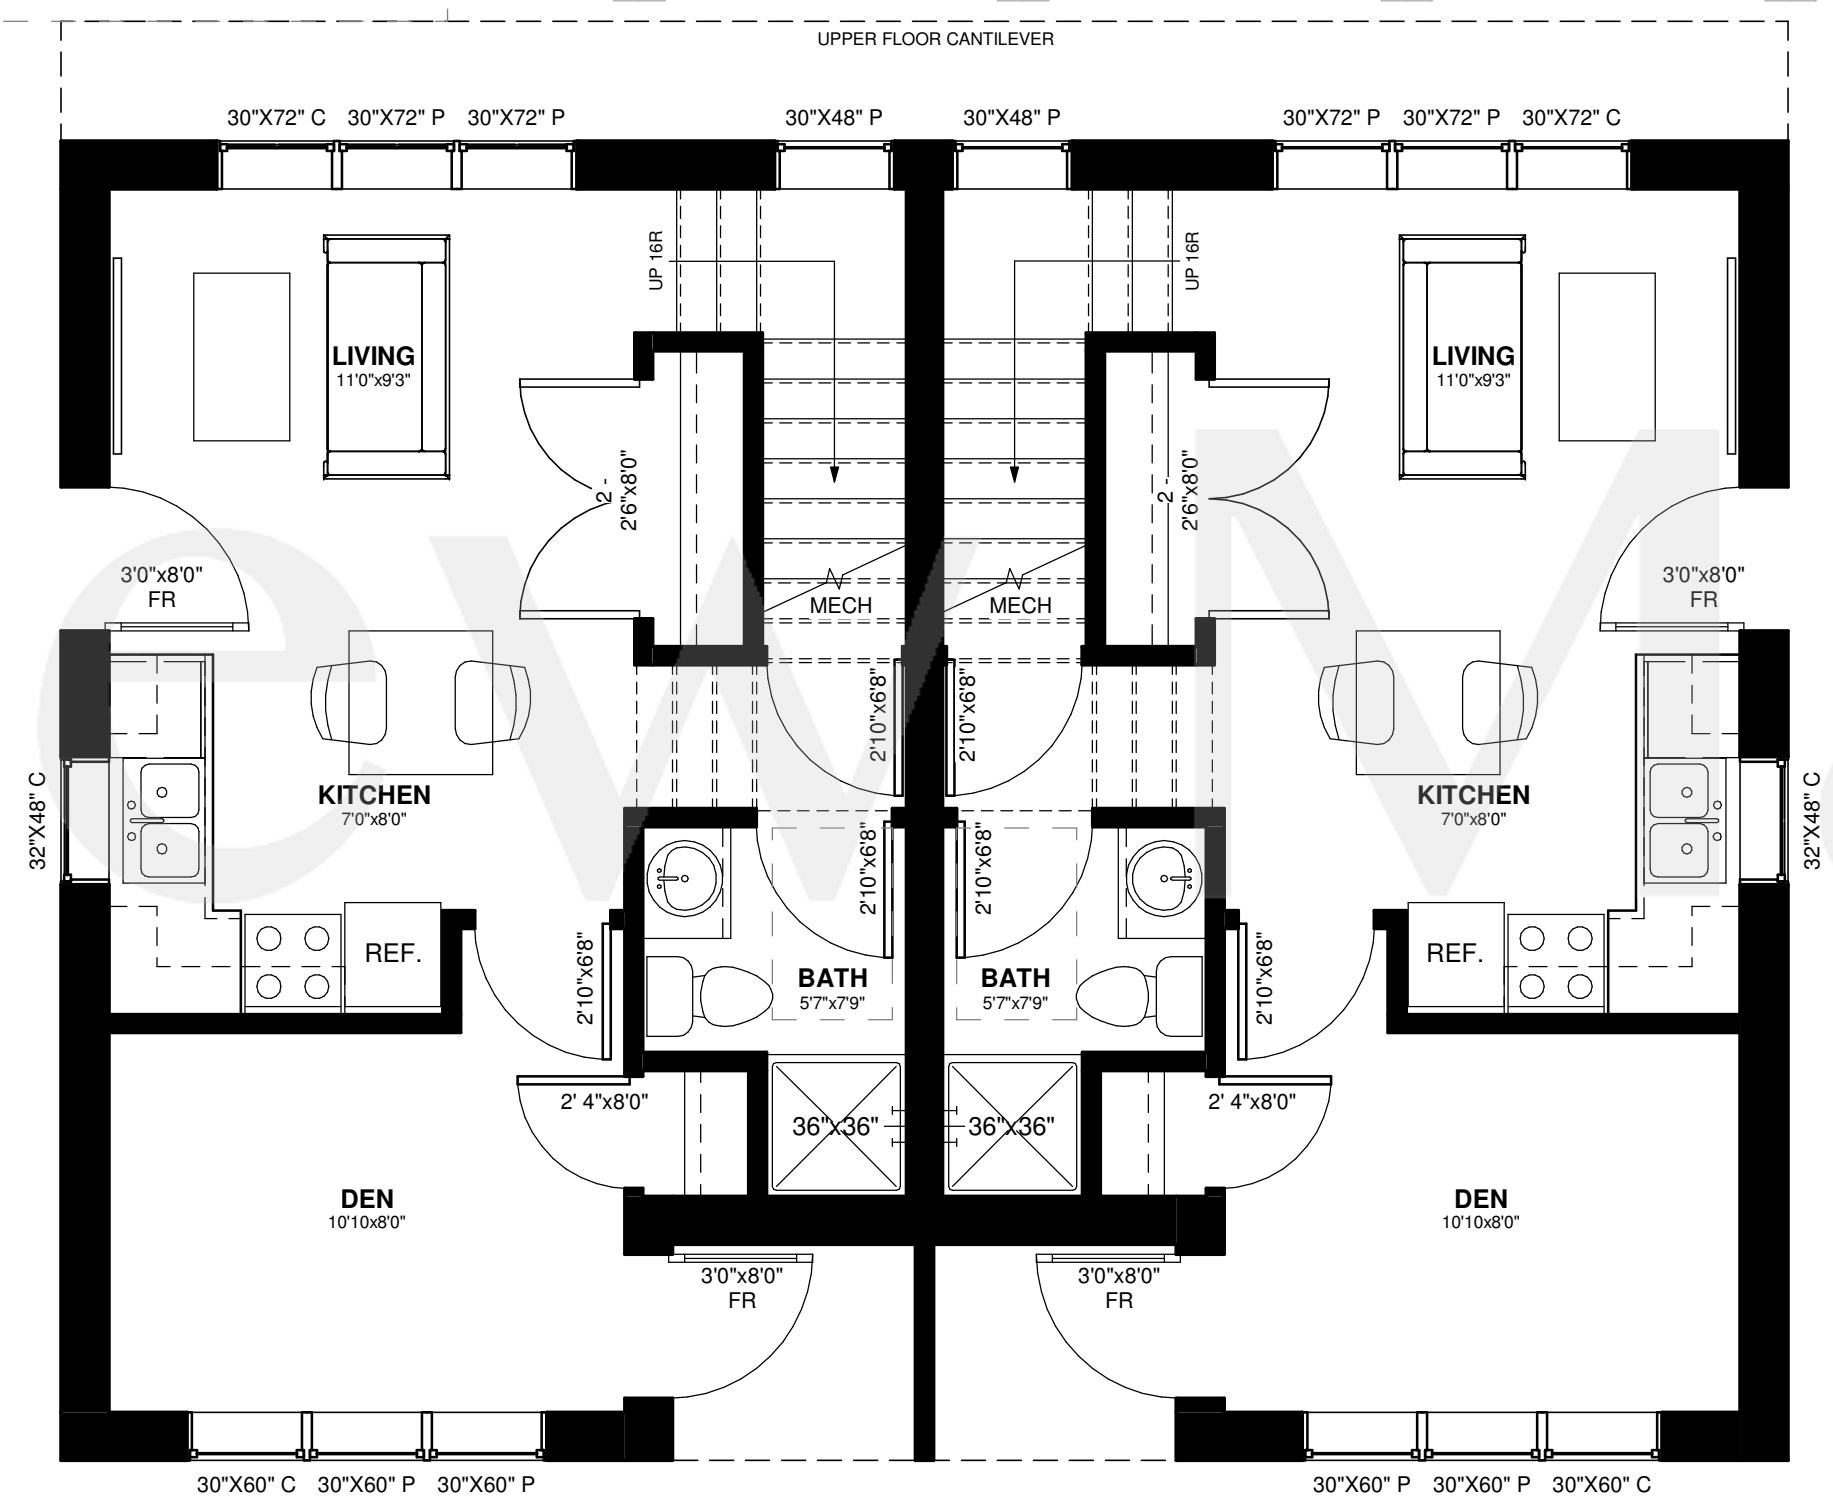 UPPER FLOOR CANTILEVER
30"X72" C 30"X72" P 30"X72" P 30"X48" P 30"X48" P 30"X72" P 30"X72" P 30"X72" C
UP 16R
UP 16R
LIVING
11'0"x9'3"
LIVING
11'0"x9'3"
2 -
2'6"x8'0"
2 -
2'6"x8'0"
3'0"x8'0"
FR
MECH
MECH
3'0"x8'0"
FR
2'10"x6'8"
2'10"x6'8"
32"X48" C
KITCHEN
7'0"x8'0"
KITCHEN
7'0"x8'0"
32"X48" C
2'10"x6'8"
2'10"x6'8"
REF.
2'10"x6'8"
BATH
5'7"x7'9"
BATH
5'7"x7'9"
2'10"x6'8"
REF.
2' 4"x8'0"
36"x36"
36"x36"
2' 4"x8'0"
DEN
10'10x8'0"
DEN
10'10x8'0"
3'0"x8'0"
FR
3'0"x8'0"
FR
30"X60" C 30"X60" P 30"X60" P 30"X60" P 30"X60" P 30"X60" C
ew M